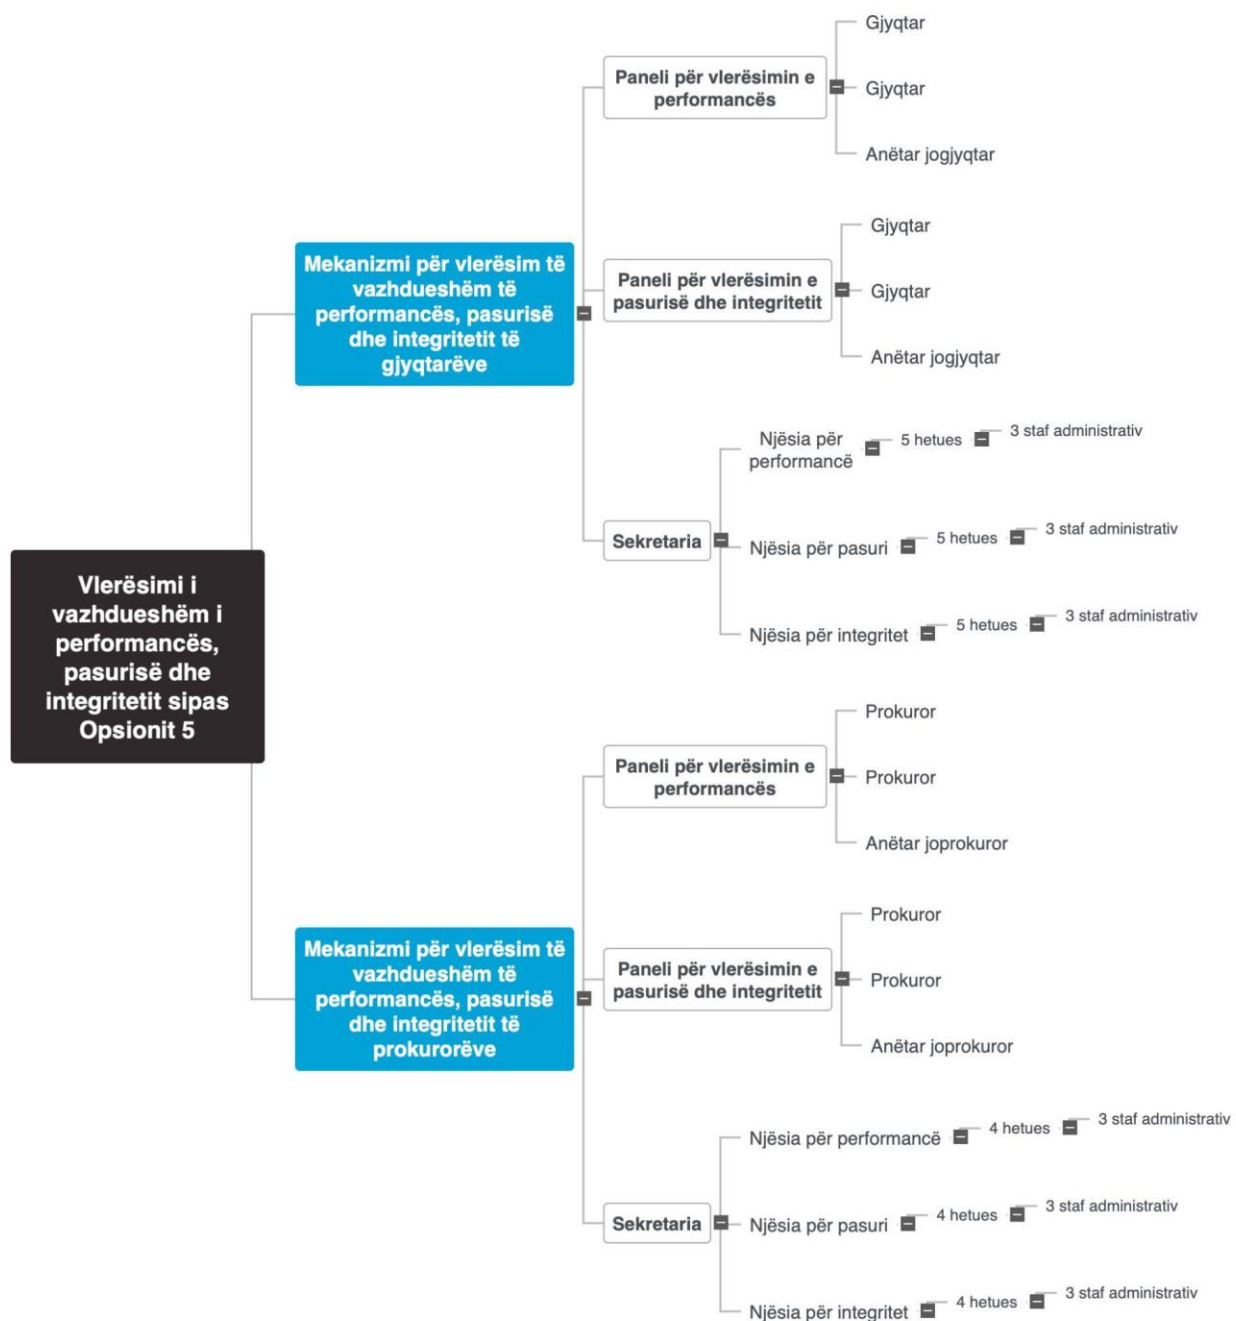 Vlerësimi i
vazhdueshëm i
performancës,
pasurisë dhe
integritetit sipas
Opsionit 5
Mekanizmi për vlerësim të
vazhdueshëm të
performancës, pasurisë
dhe integritetit të
gjyqtarëve
Paneli për vlerësimin e
performancës
Gjyqtar
Gjyqtar
Anëtar jogjyqtar
Paneli për vlerësimin e
pasurisë dhe integritetit
Gjyqtar
Gjyqtar
Anëtar jogjyqtar
Sekretaria
Njësia për
performancë
5 hetues
3 staf administrativ
Njësia për pasuri
5 hetues
3 staf administrativ
Njësia për integritet
5 hetues
3 staf administrativ
Mekanizmi për vlerësim të
vazhdueshëm të
performancës, pasurisë
dhe integritetit të
prokurorëve
Paneli për vlerësimin e
performancës
Prokuror
Prokuror
Anëtar joprokuror
Paneli për vlerësimin e
pasurisë dhe integritetit
Prokuror
Prokuror
Anëtar joprokuror
Sekretaria
Njësia për performancë
4 hetues
3 staf administrativ
Njësia për pasuri
4 hetues
3 staf administrativ
Njësia për integritet
4 hetues
3 staf administrativ